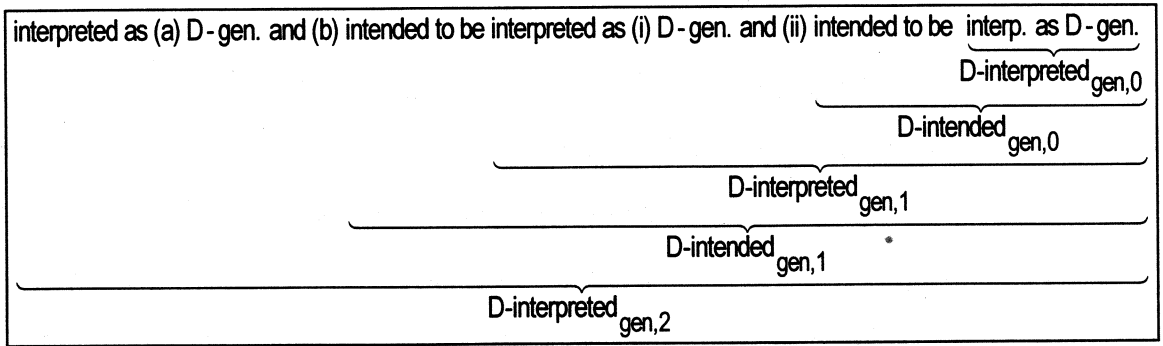 interpreted as (a) D-gen. and (b) intended to be interpreted as (i) D-gen. and (ii) intended to be interp. as D-gen.
D-interpreted gen,0
D-intended gen,0
D-interpreted gen,1
D-intended gen,1
D-interpreted gen,2